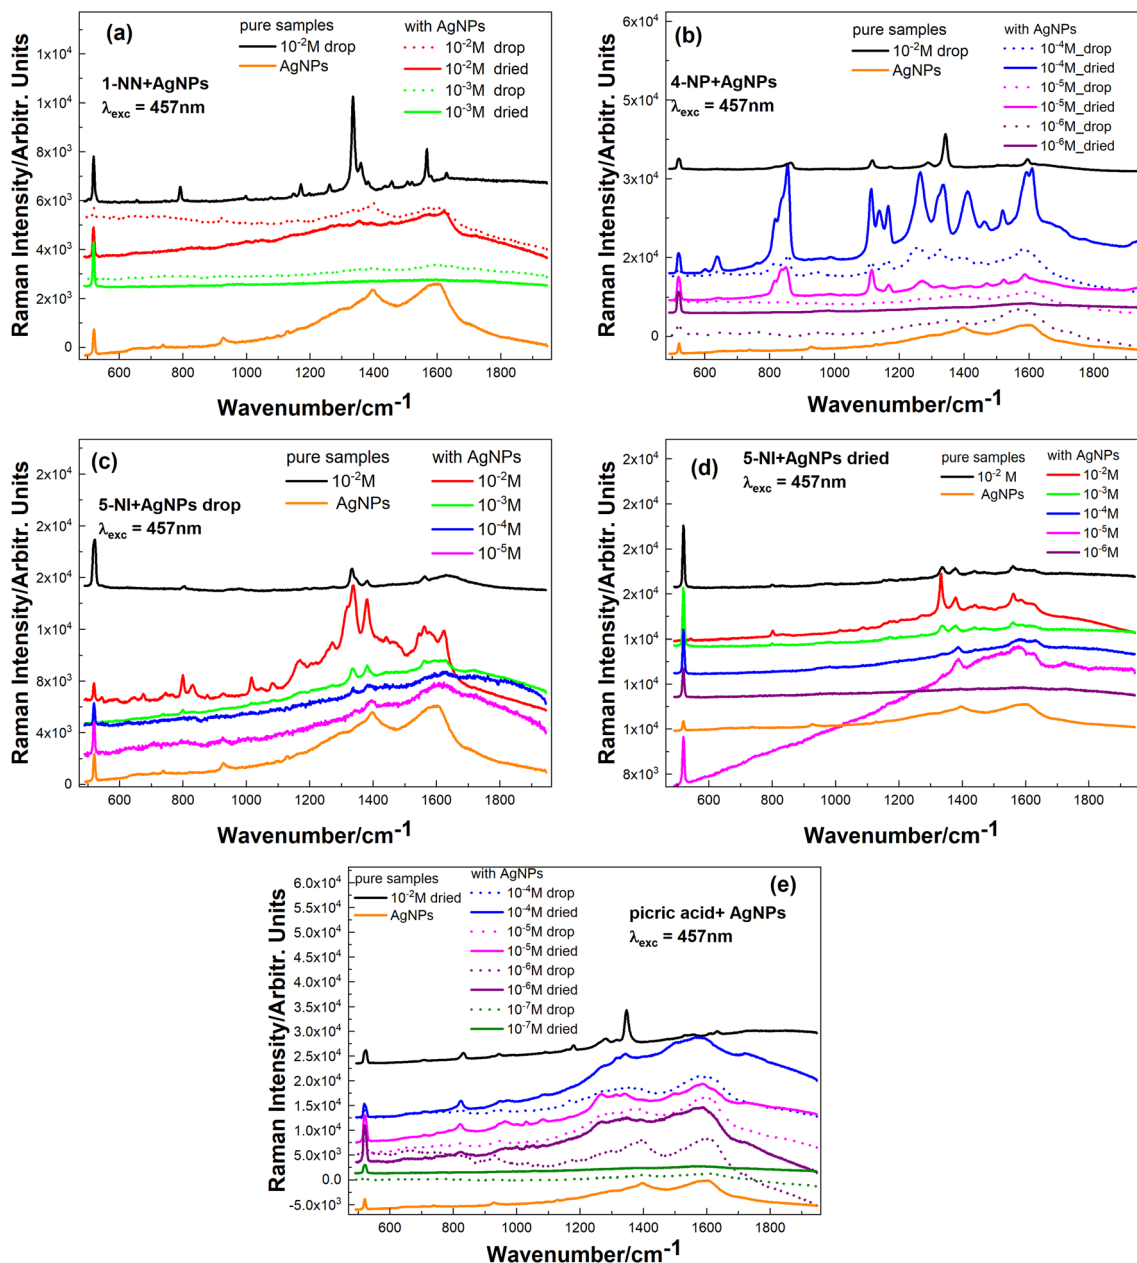 (a)
pure samples
10⁻²M drop
AgNPs
with AgNPs
10⁻²M drop
10⁻²M dried
10⁻³M drop
10⁻³M dried
1-NN+AgNPs
λexc = 457nm
Raman Intensity/Arbitr. Units
1x10⁴
1x10⁴
8x10³
6x10³
4x10³
2x10³
0
600 800 1000 1200 1400 1600 1800
Wavenumber/cm⁻¹
(b)
pure samples
10⁻²M drop
AgNPs
with AgNPs
10⁻⁴M_drop
10⁻⁴M_dried
10⁻⁵M_drop
10⁻⁵M_dried
10⁻⁶M_drop
10⁻⁶M_dried
4-NP+AgNPs
λexc = 457nm
Raman Intensity/Arbitr. Units
6x10⁴
5x10⁴
3x10⁴
2x10⁴
0
600 800 1000 1200 1400 1600 1800
Wavenumber/cm⁻¹
(c)
pure samples
10⁻²M
AgNPs
with AgNPs
10⁻²M
10⁻³M
10⁻⁴M
10⁻⁵M
5-NI+AgNPs drop
λexc = 457nm
Raman Intensity/Arbitr. Units
2x10⁴
2x10⁴
2x10⁴
1x10⁴
8x10³
4x10³
0
600 800 1000 1200 1400 1600 1800
Wavenumber/cm⁻¹
(d)
5-NI+AgNPs dried
λexc = 457nm
pure samples
10⁻² M
AgNPs
with AgNPs
10⁻²M
10⁻³M
10⁻⁴M
10⁻⁵M
10⁻⁶M
Raman Intensity/Arbitr. Units
2x10⁴
2x10⁴
2x10⁴
2x10⁴
1x10⁴
1x10⁴
1x10⁴
8x10³
600 800 1000 1200 1400 1600 1800
Wavenumber/cm⁻¹
(e)
pure samples
10⁻²M dried
AgNPs
with AgNPs
10⁻⁴M drop
10⁻⁴M dried
10⁻⁵M drop
10⁻⁵M dried
10⁻⁶M drop
10⁻⁶M dried
10⁻⁷M drop
10⁻⁷M dried
picric acid+ AgNPs
λexc = 457nm
Raman Intensity/Arbitr. Units
6.0x10⁴
5.5x10⁴
5.0x10⁴
4.5x10⁴
4.0x10⁴
3.5x10⁴
3.0x10⁴
2.5x10⁴
2.0x10⁴
1.5x10⁴
1.0x10⁴
5.0x10³
0.0
-5.0x10³
600 800 1000 1200 1400 1600 1800
Wavenumber/cm⁻¹